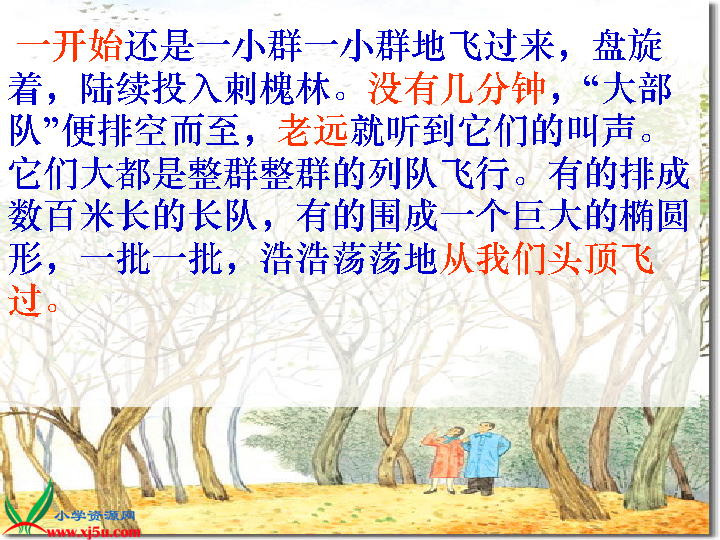 一开始还是一小群一小群地飞过来，盘旋
着，陆续投入刺槐林。没有几分钟，“大部
队”便排空而至，老远就听到它们的叫声。
它们大都是整群整群的列队飞行。有的排成
数百米长的长队，有的围成一个巨大的椭圆
形，一批一批，浩浩荡荡地从我们头顶飞
过。
小学资源网
www.xj5u.com